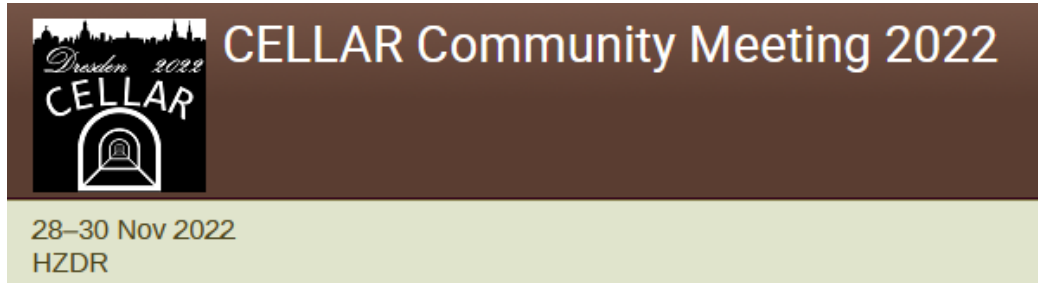 Dresden 2022
CELLAR
CELLAR Community Meeting 2022
28–30 Nov 2022
HZDR